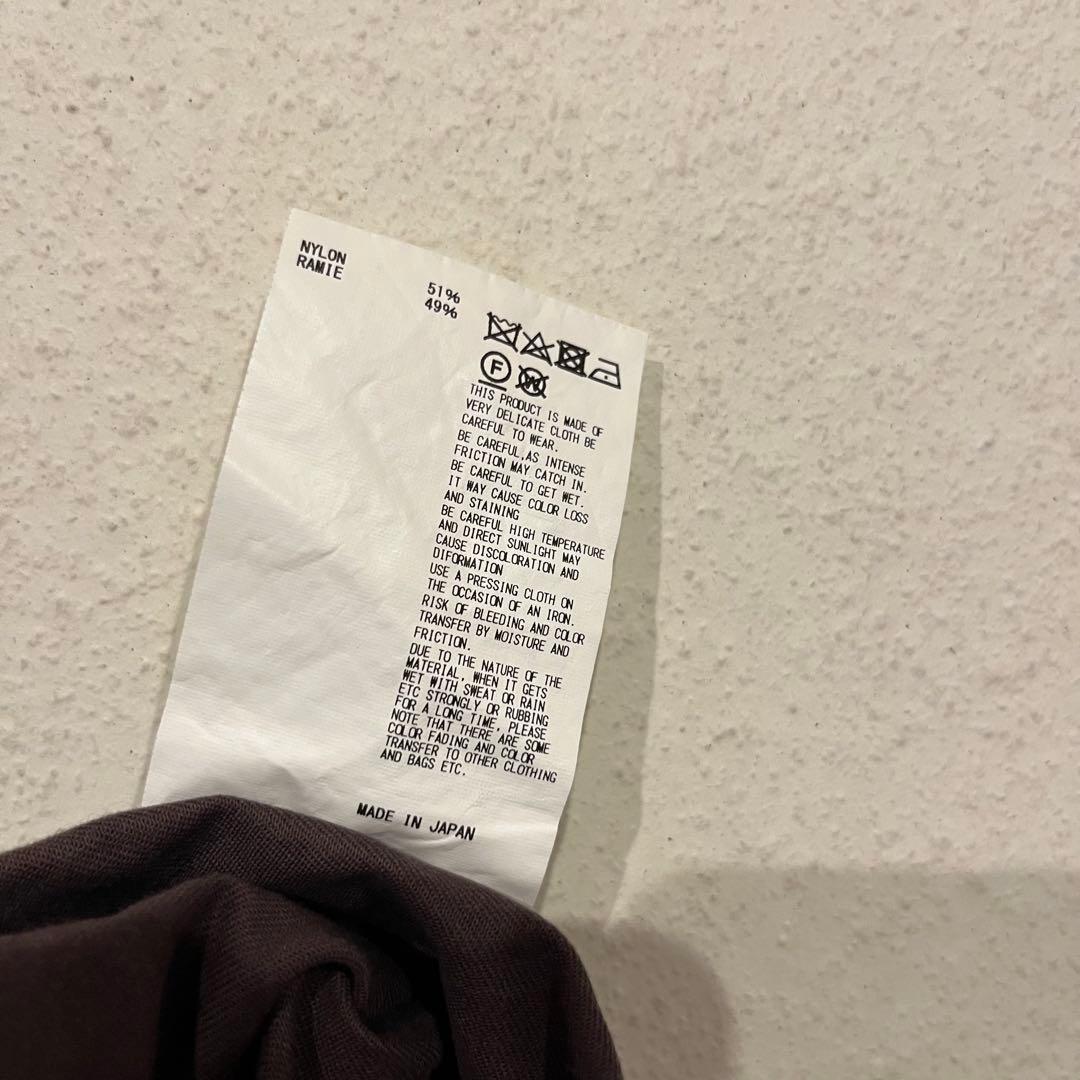 NYLON 51%
RAMIE 49%
F W
THIS PRODUCT IS MADE OF
VERY DELICATE CLOTH BE
CAREFUL TO WEAR.
BE CAREFUL,AS INTENSE
FRICTION MAY CATCH IN.
BE CAREFUL TO GET WET.
IT WAY CAUSE COLOR LOSS
AND STAINING
BE CAREFUL HIGH TEMPERATURE
AND DIRECT SUNLIGHT MAY
CAUSE DISCOLORATION AND
DIFORMATION
USE A PRESSING CLOTH ON
THE OCCASION OF AN IRON.
RISK OF BLEEDING AND COLOR
TRANSFER BY MOISTURE AND
FRICTION.
DUE TO THE NATURE OF THE
MATERIAL, WHEN IT GETS
WET WITH SWEAT OR RAIN
ETC STRONGLY OR RUBBING
FOR A LONG TIME, PLEASE
NOTE THAT THERE ARE SOME
COLOR FADING AND COLOR
TRANSFER TO OTHER CLOTHING
AND BAGS ETC.
MADE IN JAPAN